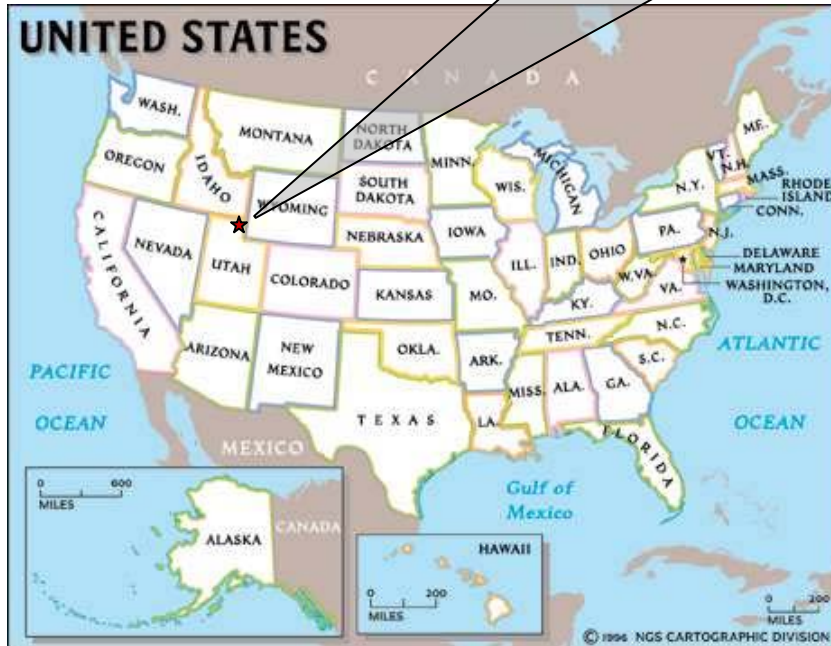 UNITED STATES
CANADA
WASH.
MONTANA
NORTH
DAKOTA
MINN.
OREGON
IDAHO
WYOMING
SOUTH
DAKOTA
WIS.
MICHIGAN
ME.
VT.
N.H.
MASS.
N.Y.
RHODE
ISLAND
CONN.
CALIFORNIA
NEVADA
UTAH
COLORADO
NEBRASKA
IOWA
ILL.
IND.
OHIO
PA.
N.J.
DELAWARE
MARYLAND
WASHINGTON,
D.C.
W.VA.
VA.
KANSAS
MO.
KY.
ARIZONA
NEW
MEXICO
OKLA.
ARK.
TENN.
N.C.
S.C.
TEXAS
LA.
MISS.
ALA.
GA.
FLORIDA
PACIFIC
OCEAN
ATLANTIC
OCEAN
MEXICO
Gulf of
Mexico
0 600
MILES
ALASKA
CANADA
HAWAII
0 200
MILES
0 200
MILES
© 1996 NGS CARTOGRAPHIC DIVISION